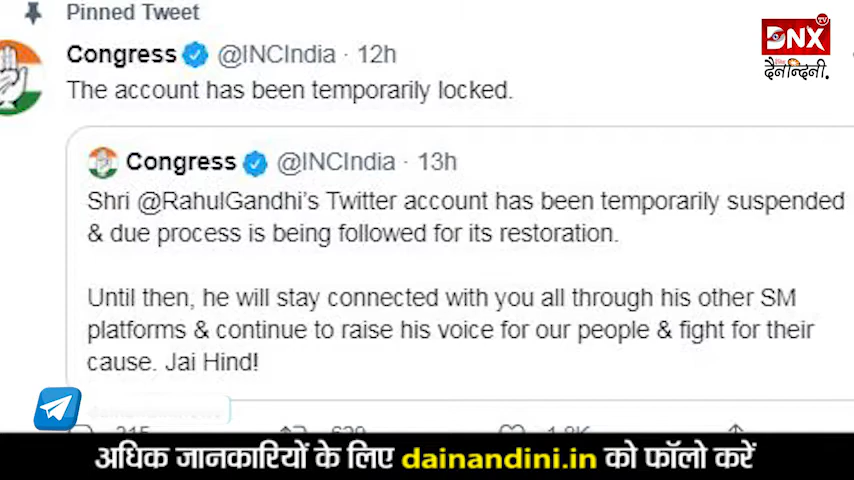 Pinned Tweet
DNX TV
दैनन्दिनी.
Congress @INCIndia · 12h
The account has been temporarily locked.
Congress @INCIndia · 13h
Shri @RahulGandhi's Twitter account has been temporarily suspended
& due process is being followed for its restoration.
Until then, he will stay connected with you all through his other SM
platforms & continue to raise his voice for our people & fight for their
cause. Jai Hind!
अधिक जानकारियों के लिए dainandini.in को फॉलो करें